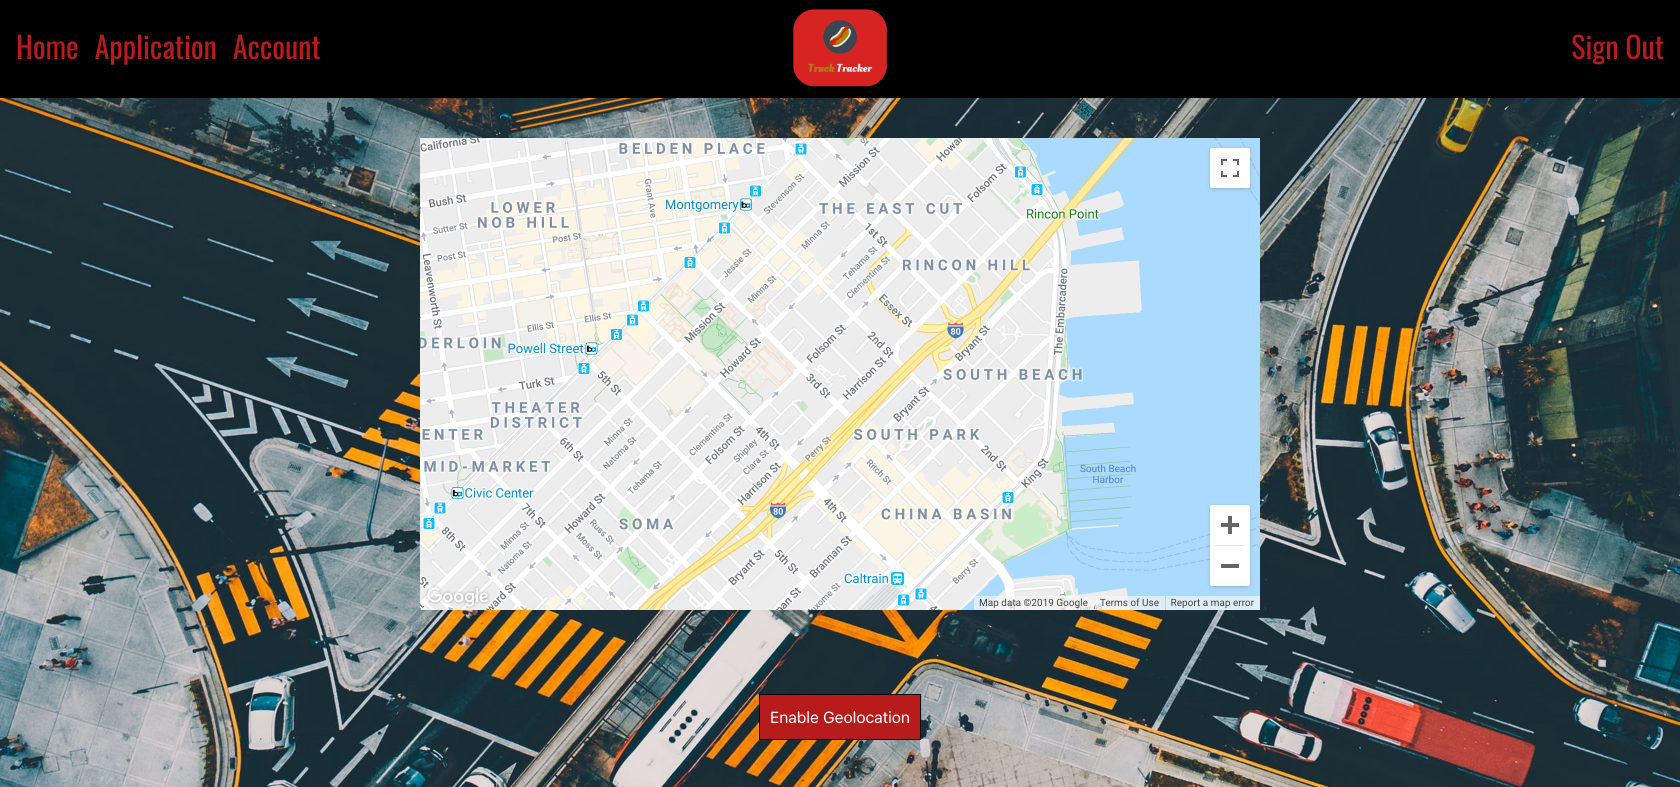 Home Application Account
Truck Tracker
Sign Out
California St
BELDEN PLACE
Mission St
Howar
Folsom St
Bush St
Grant Ave
Stevenson St
Montgomery
LOWER
NOB HILL
THE EAST CUT
Rincon Point
Sutter St
Post St
Post St
Minna St
1st St
Jessie St
Tehama St
Clementina St
RINCON HILL
Leavenworth St
Minna St
Essex St
The Embarcadero
Ellis St
Ellis St
Mission St
80
DERLOIN
Powell Street
Howard St
Folsom St
2nd St
Bryant St
Harrison St
Turk St
5th St
3rd St
SOUTH BEACH
THEATER
DISTRICT
Bryant St
ENTER
6th St
Minna St
Natoma St
Clementina St
Folsom St
Shipley
Clara St
4th St
Perry St
SOUTH PARK
2nd St
King St
MID-MARKET
Tehama St
Harrison St
Ritch St
South Beach
Harbor
Civic Center
7th St
Howard St
8th St
Minna St
Natoma St
Russ St
Moss St
SOMA
80
4th St
CHINA BASIN
Bryant St
5th St
Brannan St
Caltrain
Berry St
Google
ward St
nan St
xome St
Map data ©2019 Google
Terms of Use
Report a map error
Enable Geolocation